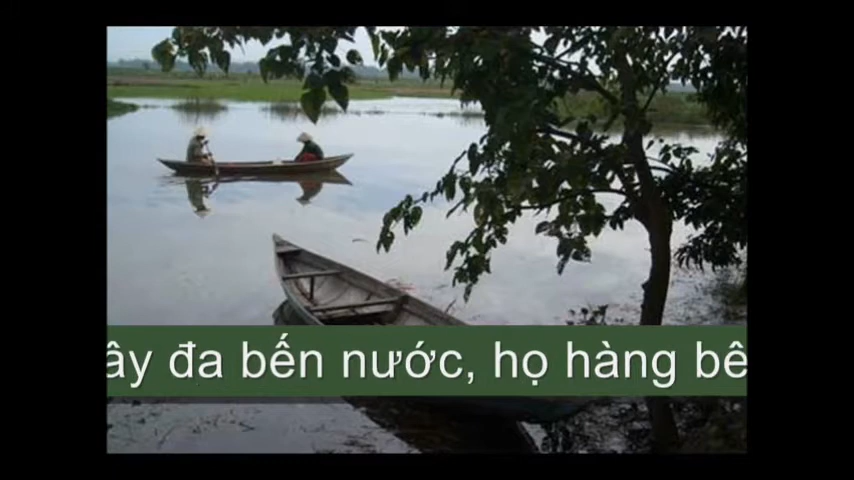 ây đa bến nước, họ hàng bê